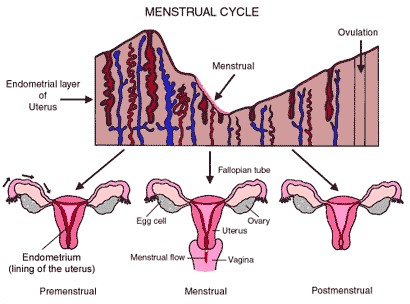 MENSTRUAL CYCLE
Ovulation
Menstrual
Endometrial layer
of
Uterus
Fallopian tube
Egg cell
Ovary
Uterus
Endometrium
(lining of the uterus)
Menstrual flow
Vagina
Premenstrual
Menstrual
Postmenstrual